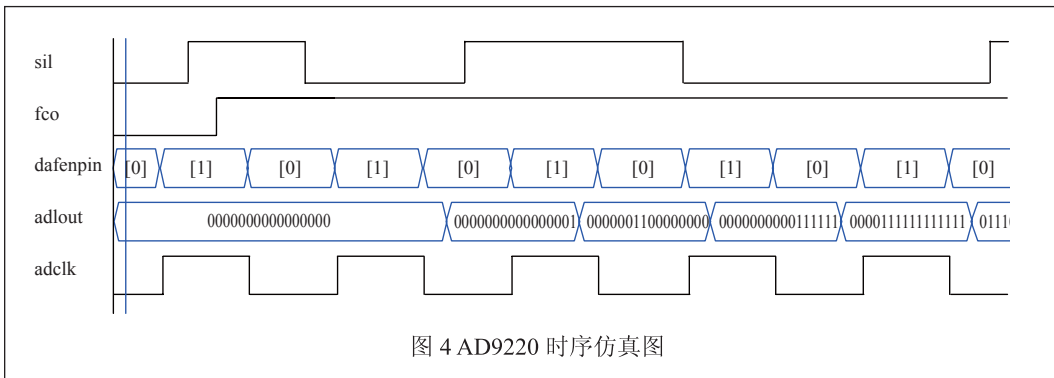 sil
fco
dafenpin [0] [1] [0] [1] [0] [1] [0] [1] [0] [1] [0]
adlout 0000000000000000 0000000000000001 0000001100000000 0000000000111111 0000111111111111 01110
adclk
图 4 AD9220 时序仿真图